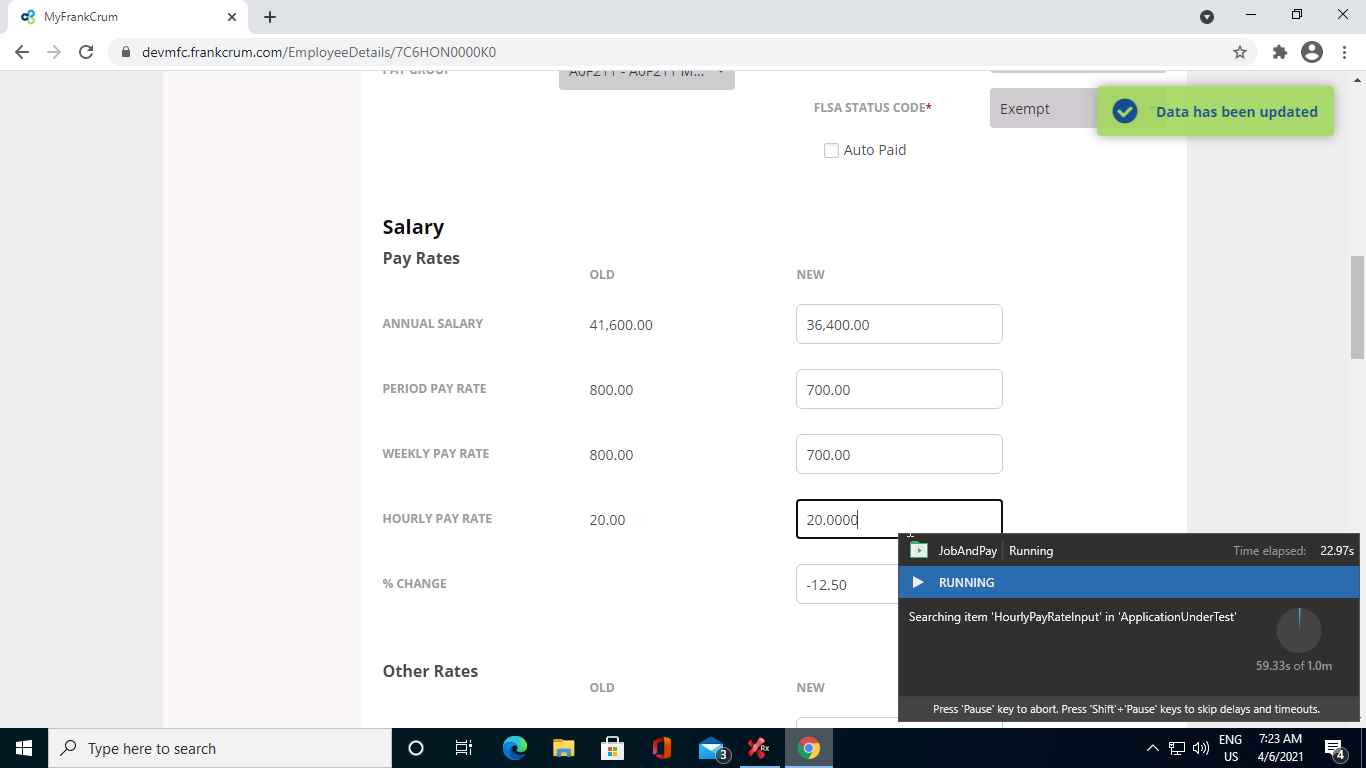 MyFrankCrum
devmfc.frankcrum.com/EmployeeDetails/7C6HON0000K0
PAY GROUP
FLSA STATUS CODE*
Exempt
Data has been updated
Auto Paid
Salary
Pay Rates
OLD
NEW
ANNUAL SALARY
41,600.00
36,400.00
PERIOD PAY RATE
800.00
700.00
WEEKLY PAY RATE
800.00
700.00
HOURLY PAY RATE
20.00
20.0000
% CHANGE
-12.50
Other Rates
OLD
NEW
JobAndPay
Running
Time elapsed: 22.97s
RUNNING
Searching item 'HourlyPayRateInput' in 'ApplicationUnderTest'
59.33s of 1.0m
Press 'Pause' key to abort. Press 'Shift'+'Pause' keys to skip delays and timeouts.
Type here to search
3
Rx
ENG
US
7:23 AM
4/6/2021
4